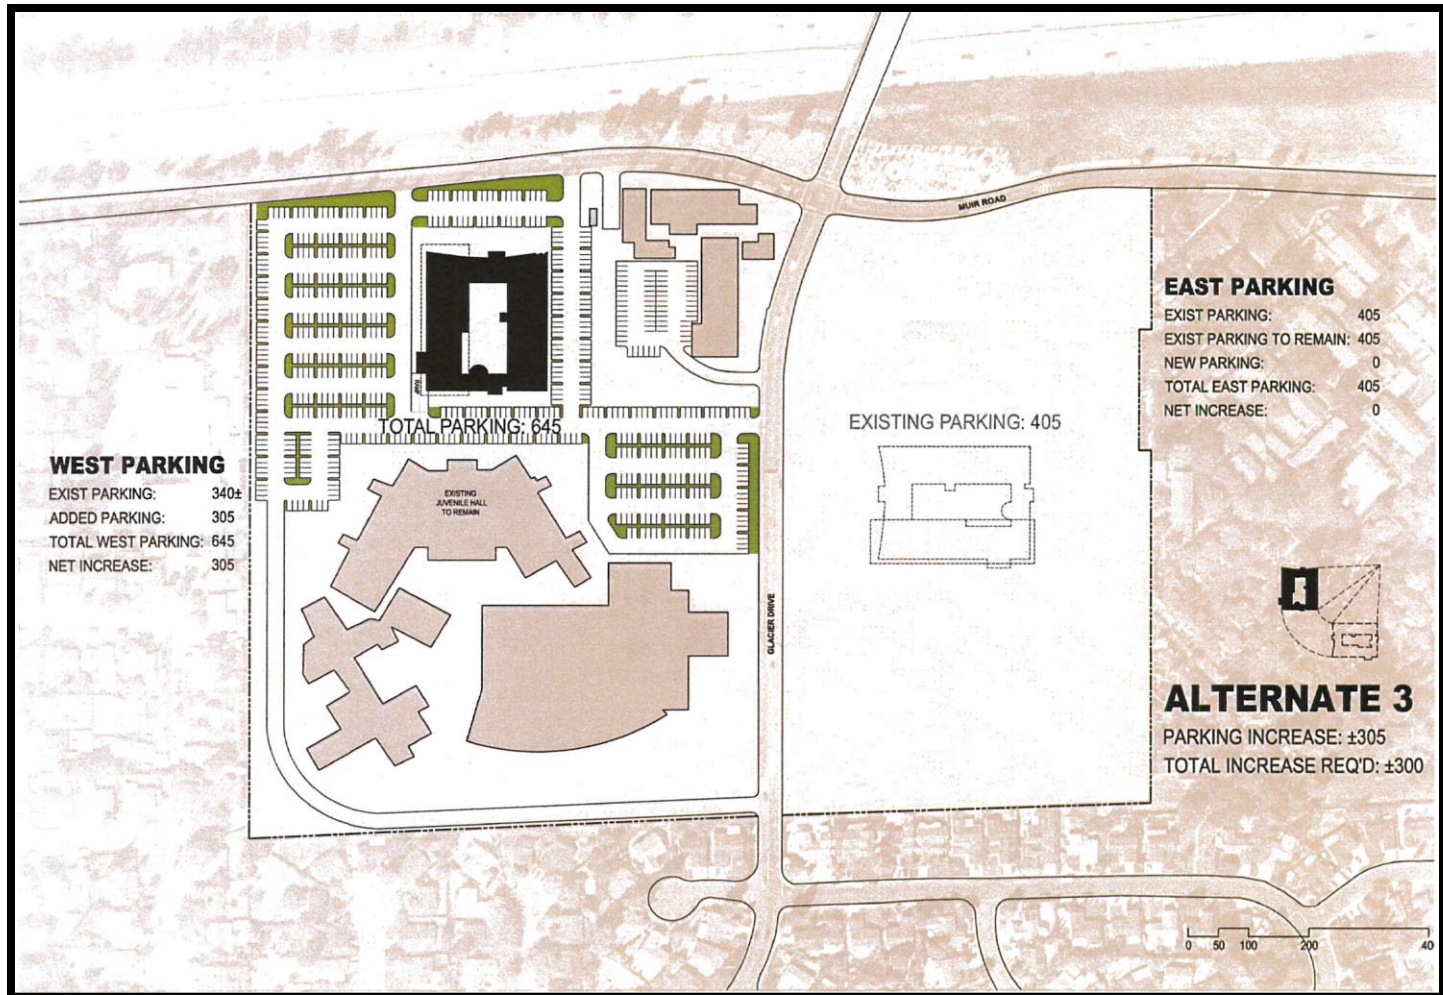 MUIR ROAD
EAST PARKING
EXIST PARKING: 405
EXIST PARKING TO REMAIN: 405
NEW PARKING: 0
TOTAL EAST PARKING: 405
NET INCREASE: 0
TOTAL PARKING: 645
EXISTING PARKING: 405
WEST PARKING
EXIST PARKING: 340±
ADDED PARKING: 305
TOTAL WEST PARKING: 645
NET INCREASE: 305
EXISTING
JUVENILE HALL
TO REMAIN
GLACIER DRIVE
ALTERNATE 3
PARKING INCREASE: ±305
TOTAL INCREASE REQ'D: ±300
0 50 100 200 40